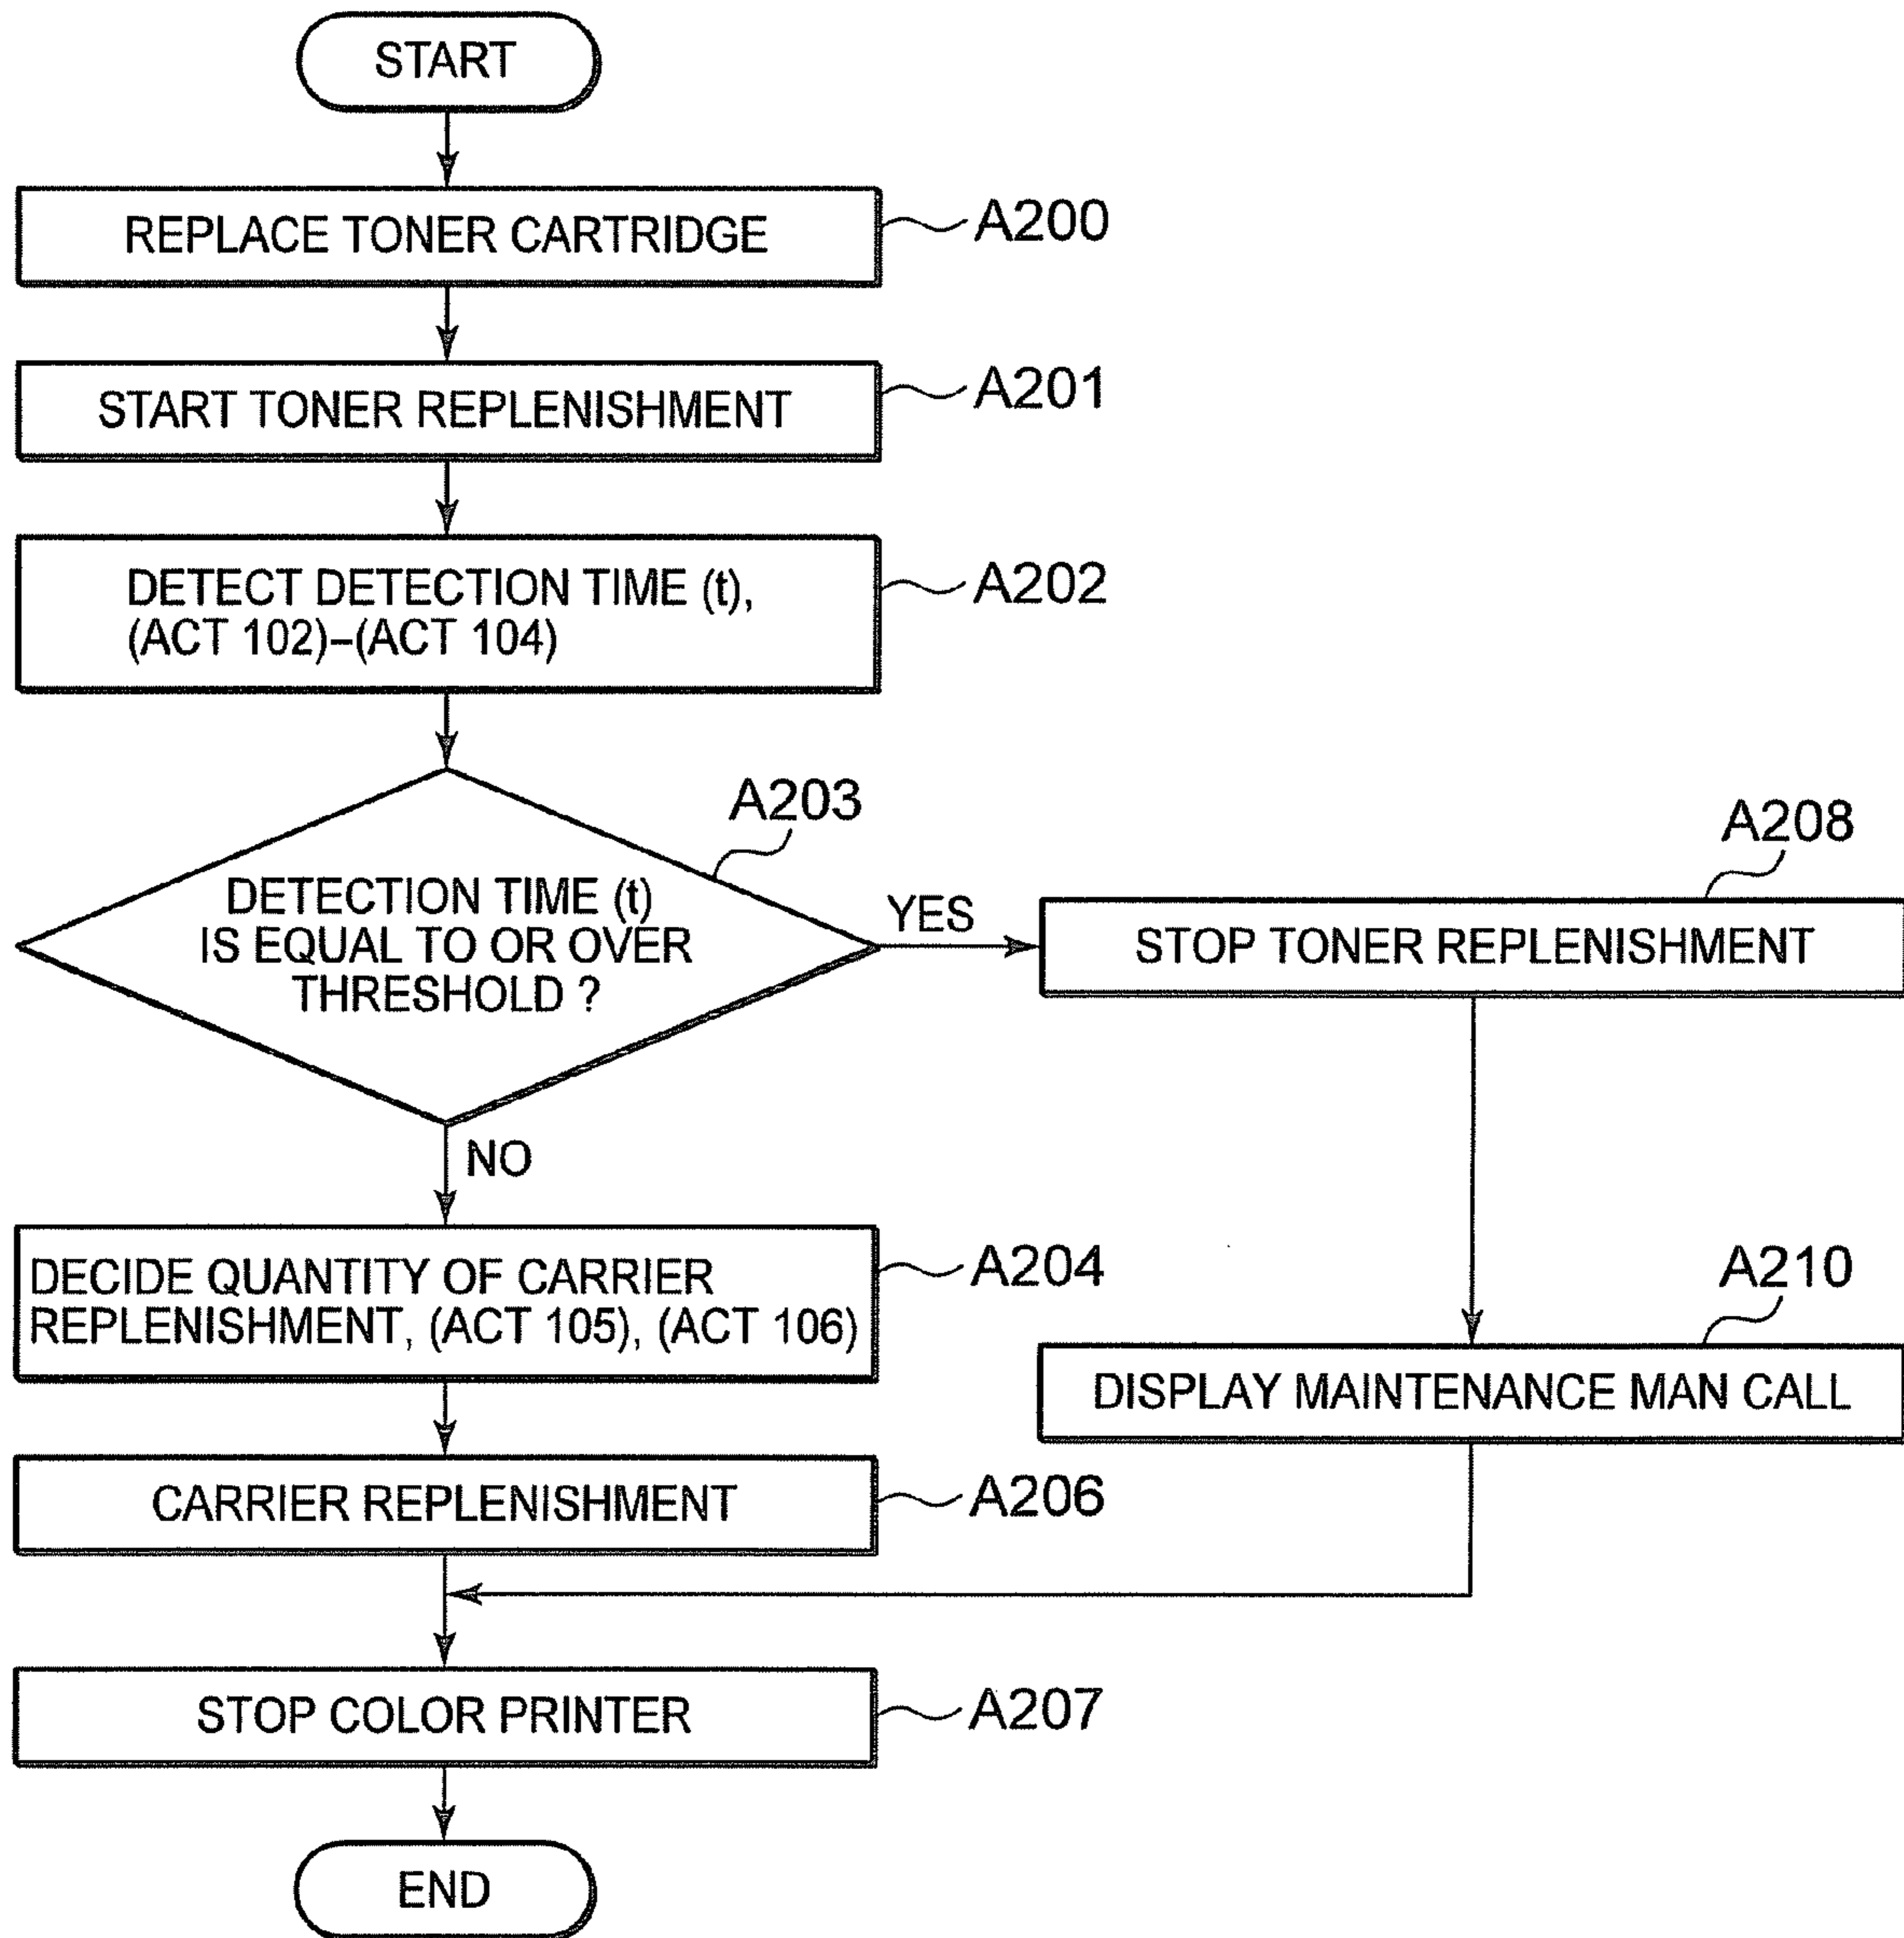 START
REPLACE TONER CARTRIDGE
A200
START TONER REPLENISHMENT
A201
DETECT DETECTION TIME (t),
(ACT 102)–(ACT 104)
A202
A203
DETECTION TIME (t)
IS EQUAL TO OR OVER
THRESHOLD ?
YES
A208
STOP TONER REPLENISHMENT
NO
DECIDE QUANTITY OF CARRIER
REPLENISHMENT, (ACT 105), (ACT 106)
A204
A210
DISPLAY MAINTENANCE MAN CALL
CARRIER REPLENISHMENT
A206
STOP COLOR PRINTER
A207
END